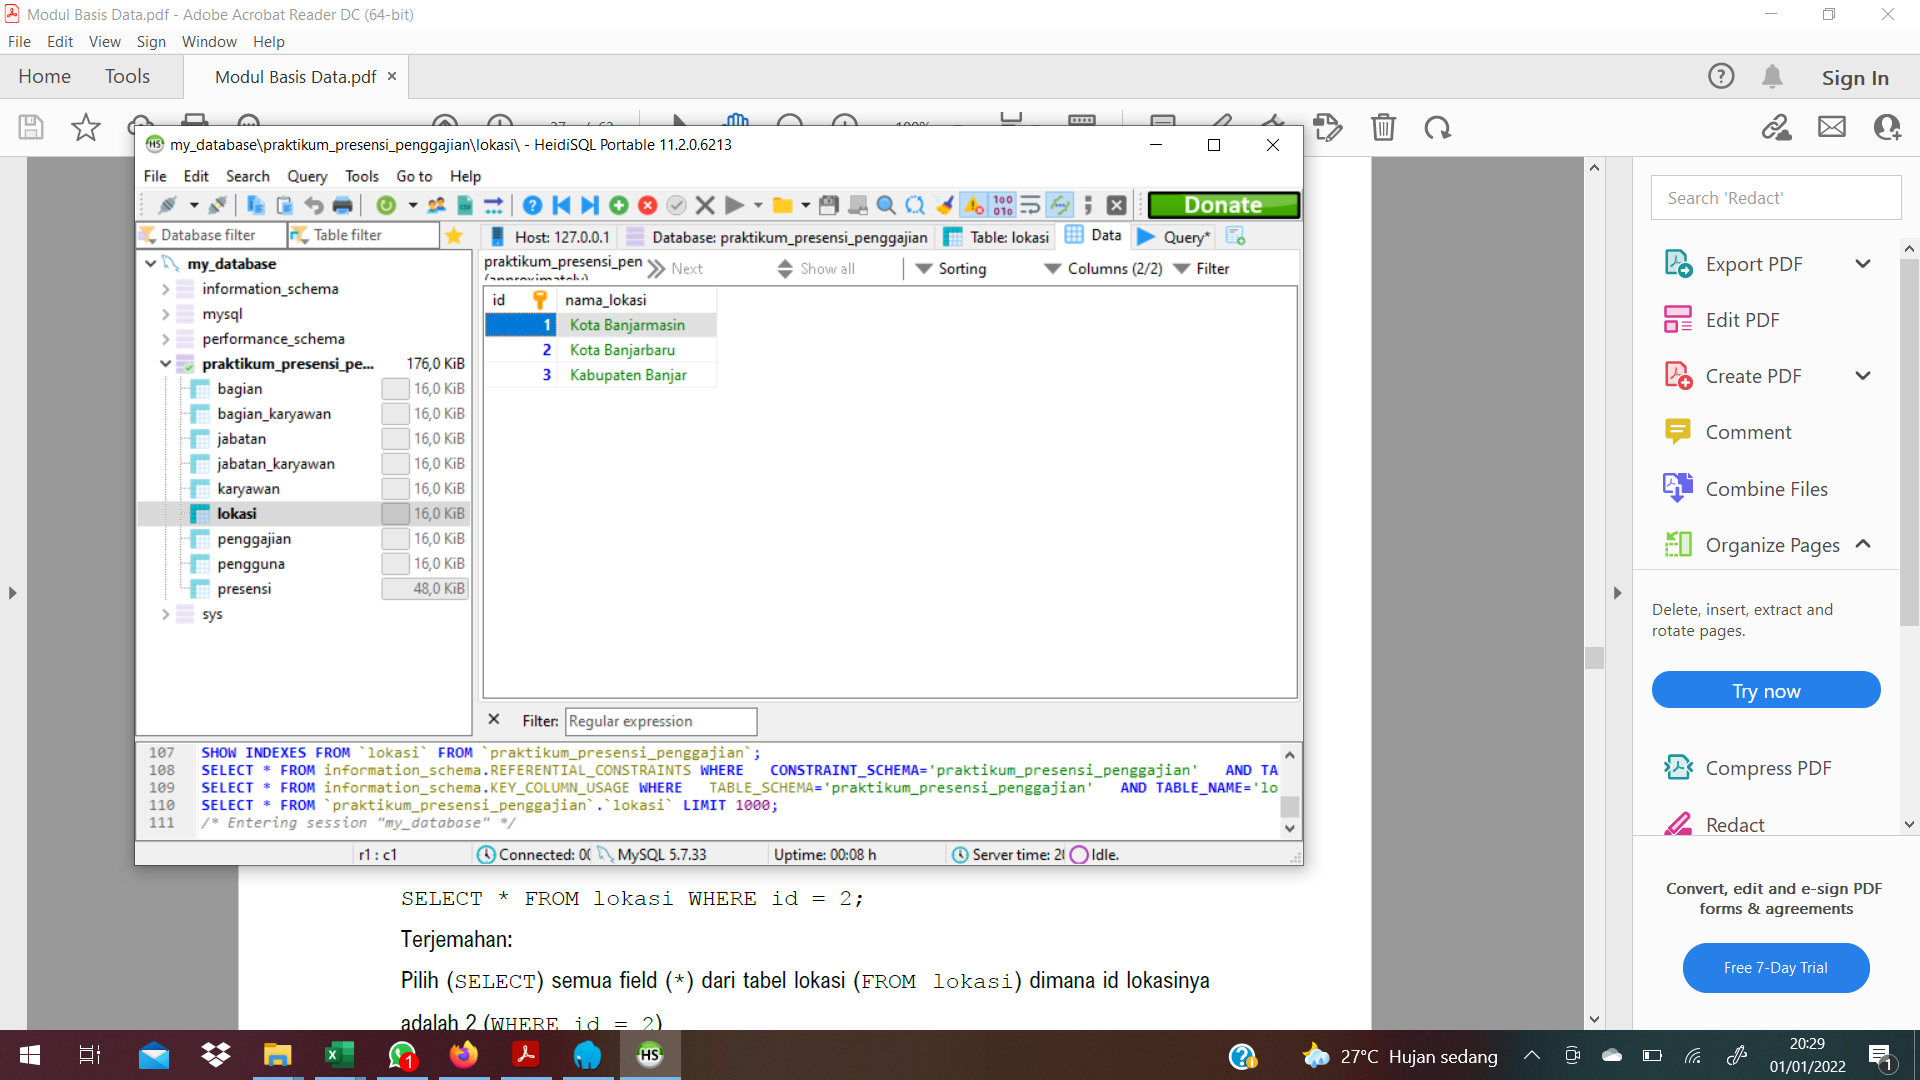 Modul Basis Data.pdf - Adobe Acrobat Reader DC (64-bit)
File Edit View Sign Window Help
Home Tools Modul Basis Data.pdf × Sign In
my_database\praktikum_presensi_penggajian\lokasi\ - HeidiSQL Portable 11.2.0.6213
File Edit Search Query Tools Go to Help
Donate
Database filter Table filter
Host: 127.0.0.1 Database: praktikum_presensi_penggajian Table: lokasi Data Query*
praktikum_presensi_pen Next Show all Sorting Columns (2/2) Filter
my_database
information_schema
mysql
performance_schema
praktikum_presensi_pe... 176,0 KiB
bagian 16,0 KiB
bagian_karyawan 16,0 KiB
jabatan 16,0 KiB
jabatan_karyawan 16,0 KiB
karyawan 16,0 KiB
lokasi 16,0 KiB
penggajian 16,0 KiB
pengguna 16,0 KiB
presensi 48,0 KiB
sys
id nama_lokasi
1 Kota Banjarmasin
2 Kota Banjarbaru
3 Kabupaten Banjar
Filter: Regular expression
107 SHOW INDEXES FROM `lokasi` FROM `praktikum_presensi_penggajian`;
108 SELECT * FROM information_schema.REFERENTIAL_CONSTRAINTS WHERE CONSTRAINT_SCHEMA='praktikum_presensi_penggajian' AND TA
109 SELECT * FROM information_schema.KEY_COLUMN_USAGE WHERE TABLE_SCHEMA='praktikum_presensi_penggajian' AND TABLE_NAME='lo
110 SELECT * FROM `praktikum_presensi_penggajian`.`lokasi` LIMIT 1000;
111 /* Entering session "my_database" */
r1 : c1 Connected: 00 MySQL 5.7.33 Uptime: 00:08 h Server time: 20 Idle.
SELECT * FROM lokasi WHERE id = 2;
Terjemahan:
Pilih (SELECT) semua field (*) dari tabel lokasi (FROM lokasi) dimana id lokasinya
adalah 2 (WHERE id = 2)
Search 'Redact'
Export PDF
Edit PDF
Create PDF
Comment
Combine Files
Organize Pages
Delete, insert, extract and
rotate pages.
Try now
Compress PDF
Redact
Convert, edit and e-sign PDF
forms & agreements
Free 7-Day Trial
1
HS
27°C Hujan sedang
20:29
01/01/2022
1